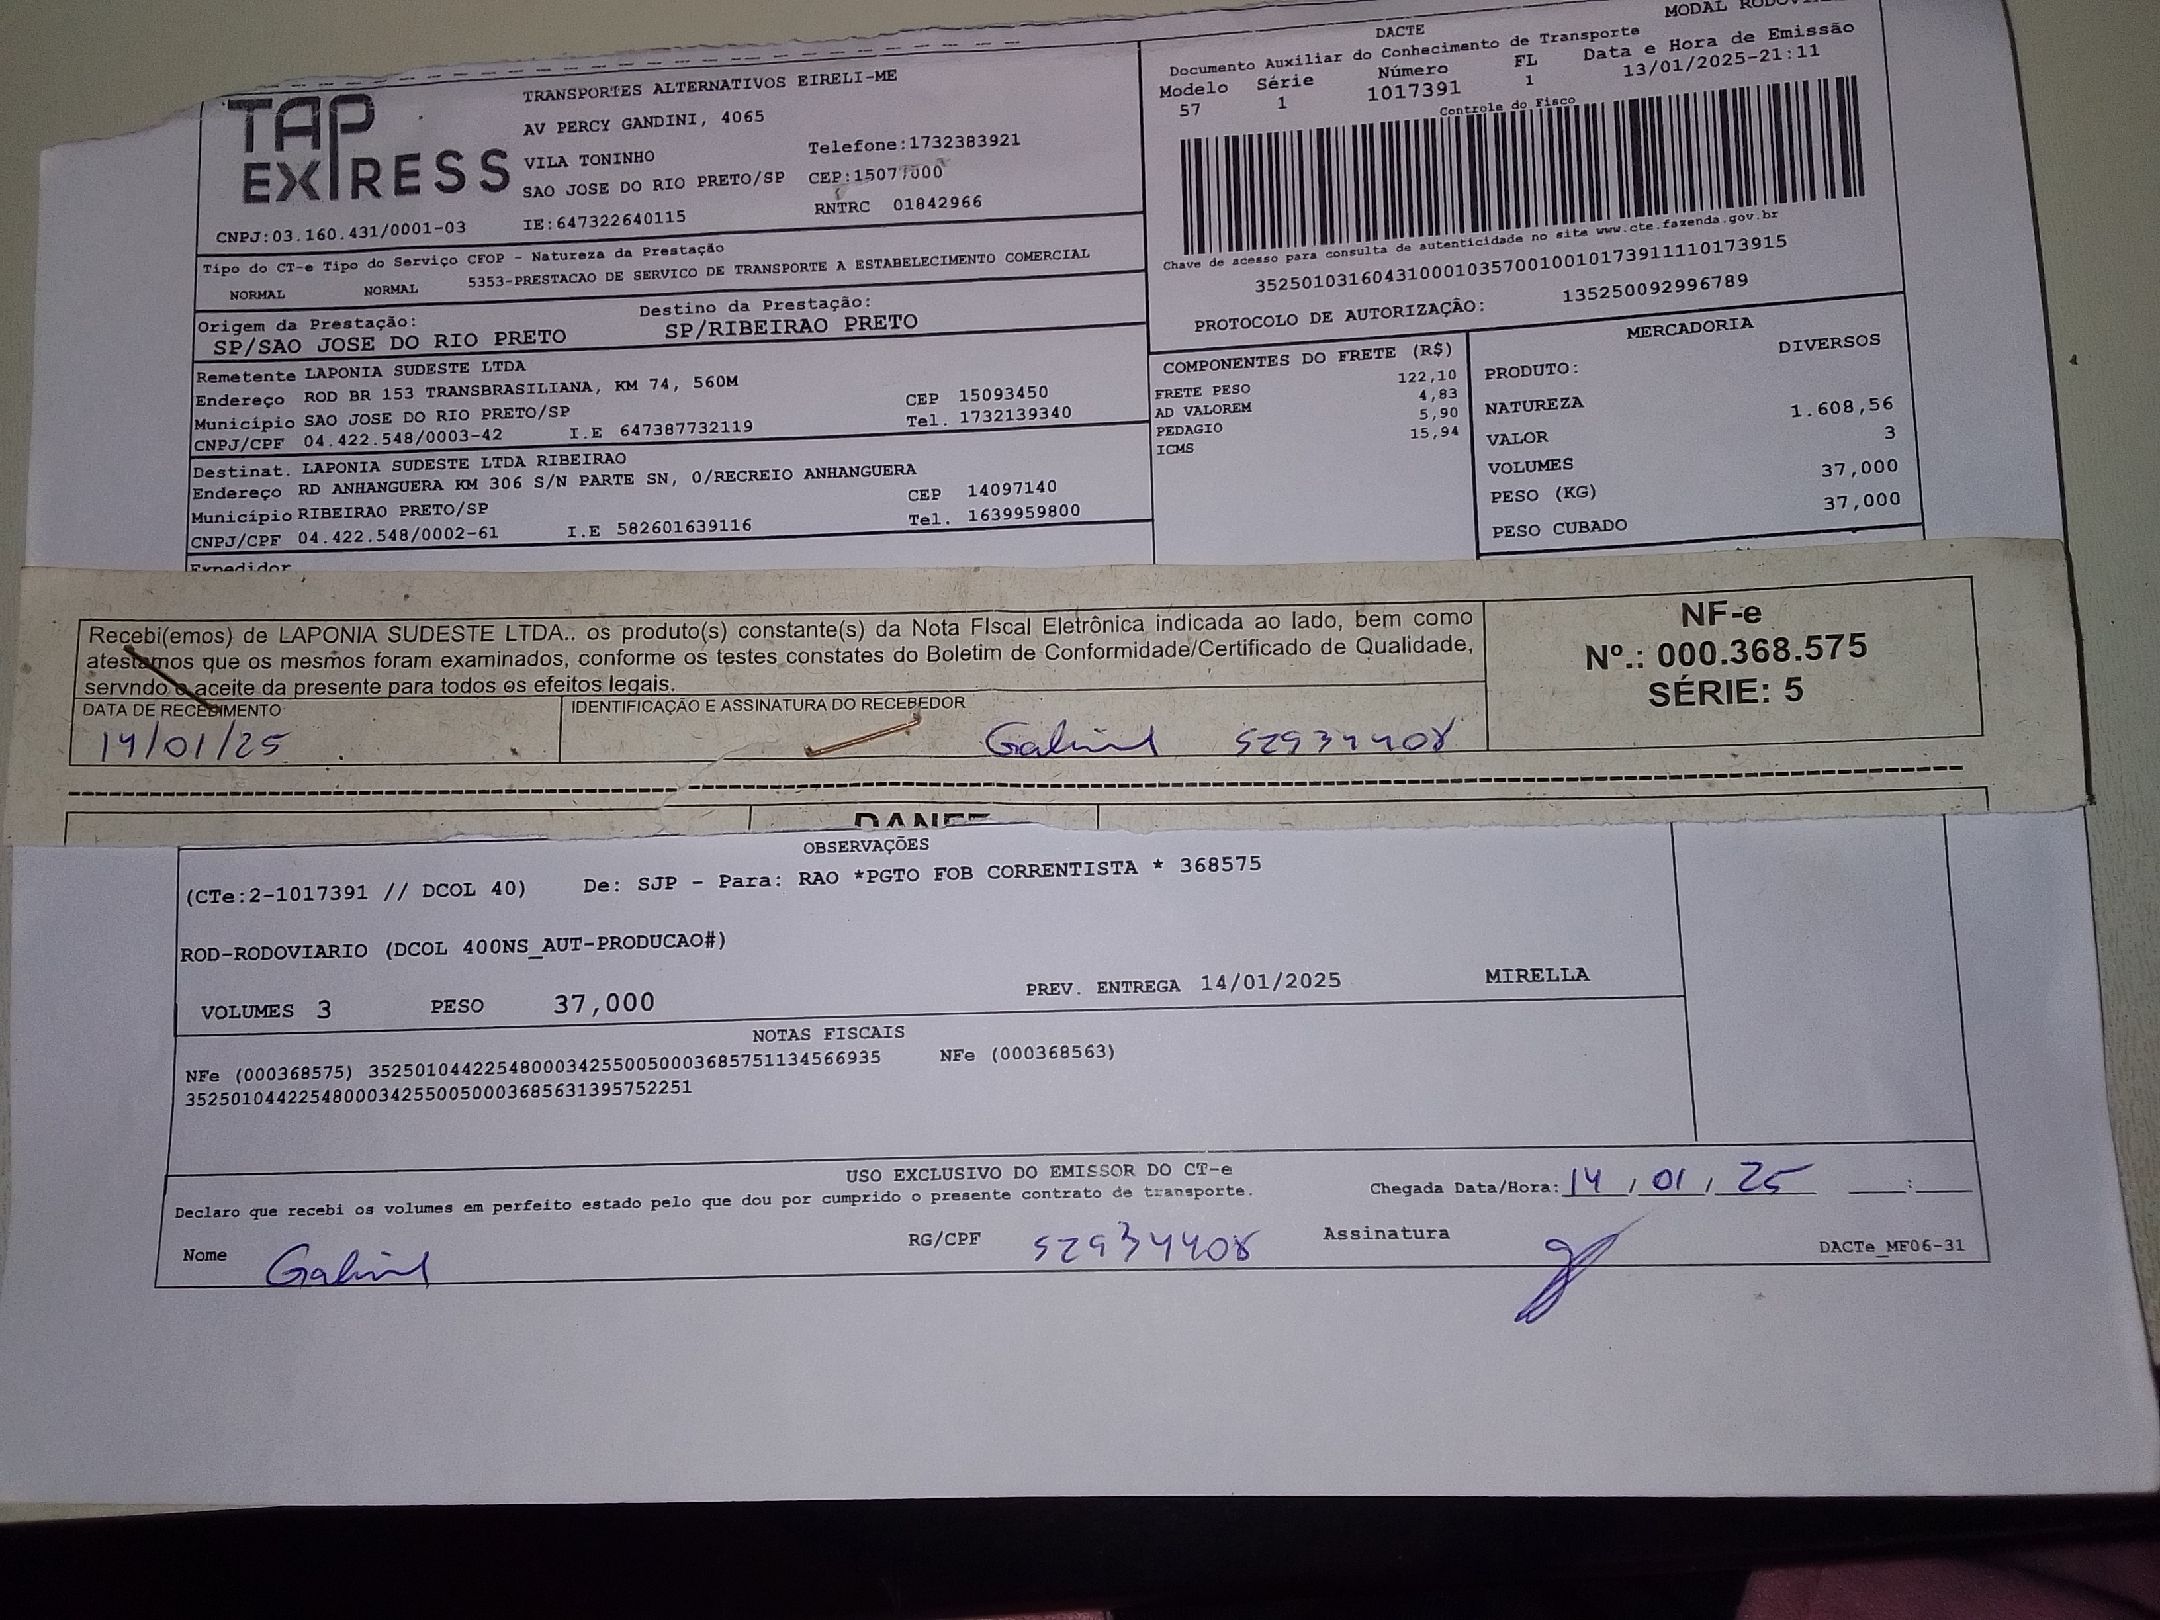 TAP EXPRESS
TRANSPORTES ALTERNATIVOS EIRELI-ME
AV PERCY GANDINI, 4065
VILA TONINHO Telefone:1732383921
SAO JOSE DO RIO PRETO/SP CEP:15077000
CNPJ:03.160.431/0001-03 IE:647322640115 RNTRC 01842966
Tipo do CT-e Tipo do Serviço CFOP - Natureza da Prestação
NORMAL NORMAL 5353-PRESTACAO DE SERVICO DE TRANSPORTE A ESTABELECIMENTO COMERCIAL
Origem da Prestação: Destino da Prestação:
SP/SAO JOSE DO RIO PRETO SP/RIBEIRAO PRETO
Remetente LAPONIA SUDESTE LTDA
Endereço ROD BR 153 TRANSBRASILIANA, KM 74, 560M
Município SAO JOSE DO RIO PRETO/SP CEP 15093450
CNPJ/CPF 04.422.548/0003-42 I.E 647387732119 Tel. 1732139340
Destinat. LAPONIA SUDESTE LTDA RIBEIRAO
Endereço RD ANHANGUERA KM 306 S/N PARTE SN, 0/RECREIO ANHANGUERA
Município RIBEIRAO PRETO/SP CEP 14097140
CNPJ/CPF 04.422.548/0002-61 I.E 582601639116 Tel. 1639959800
Expedidor
DACTE MODAL
Documento Auxiliar do Conhecimento de Transporte
Modelo Série Número FL Data e Hora de Emissão
57 1 1017391 1 13/01/2025-21:11
Controle do Fisco
Chave de acesso para consulta de autenticidade no site www.cte.fazenda.gov.br
35250103160431000103570010010173911110173915
PROTOCOLO DE AUTORIZAÇÂO: 135250092996789
COMPONENTES DO FRETE (R$)
FRETE PESO 122,10
AD VALOREM 4,83
PEDAGIO 5,90
ICMS 15,94
MERCADORIA
PRODUTO: DIVERSOS
NATUREZA
VALOR 1.608,56
VOLUMES 3
PESO (KG) 37,000
PESO CUBADO 37,000
Recebi(emos) de LAPONIA SUDESTE LTDA.. os produto(s) constante(s) da Nota FIscal Eletrônica indicada ao lado, bem como
atestamos que os mesmos foram examinados, conforme os testes constates do Boletim de Conformidade/Certificado de Qualidade,
servndo o aceite da presente para todos os efeitos legais.
DATA DE RECEBIMENTO IDENTIFICAÇÃO E ASSINATURA DO RECEBEDOR
14/01/25 Gabriel 52934408
NF-e
Nº.: 000.368.575
SÉRIE: 5
DANFE
OBSERVAÇÕES
(CTe:2-1017391 // DCOL 40) De: SJP - Para: RAO *PGTO FOB CORRENTISTA * 368575
ROD-RODOVIARIO (DCOL 400NS_AUT-PRODUCAO#)
VOLUMES 3 PESO 37,000 PREV. ENTREGA 14/01/2025 MIRELLA
NOTAS FISCAIS
NFe (000368575) 35250104422548000342550050003685751134566935 NFe (000368563)
35250104422548000342550050003685631395752251
USO EXCLUSIVO DO EMISSOR DO CT-e
Declaro que recebi os volumes em perfeito estado pelo que dou por cumprido o presente contrato de transporte. Chegada Data/Hora: 14/01/25 __:__
Nome Gabriel RG/CPF 52934408 Assinatura DACTe_MF06-31